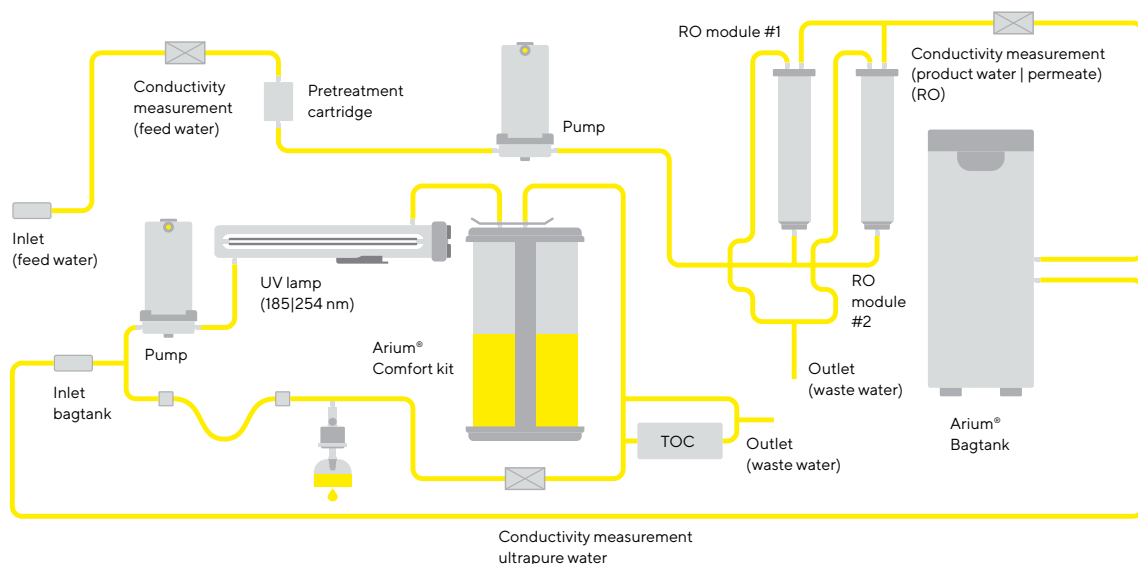 RO module #1
Conductivity
measurement
(feed water)
Pretreatment
cartridge
Pump
Conductivity measurement
(product water | permeate)
(RO)
Inlet
(feed water)
UV lamp
(185|254 nm)
RO
module
#2
Pump
Arium®
Comfort kit
Inlet
bagtank
Outlet
(waste water)
Arium®
Bagtank
TOC
Outlet
(waste water)
Conductivity measurement
ultrapure water